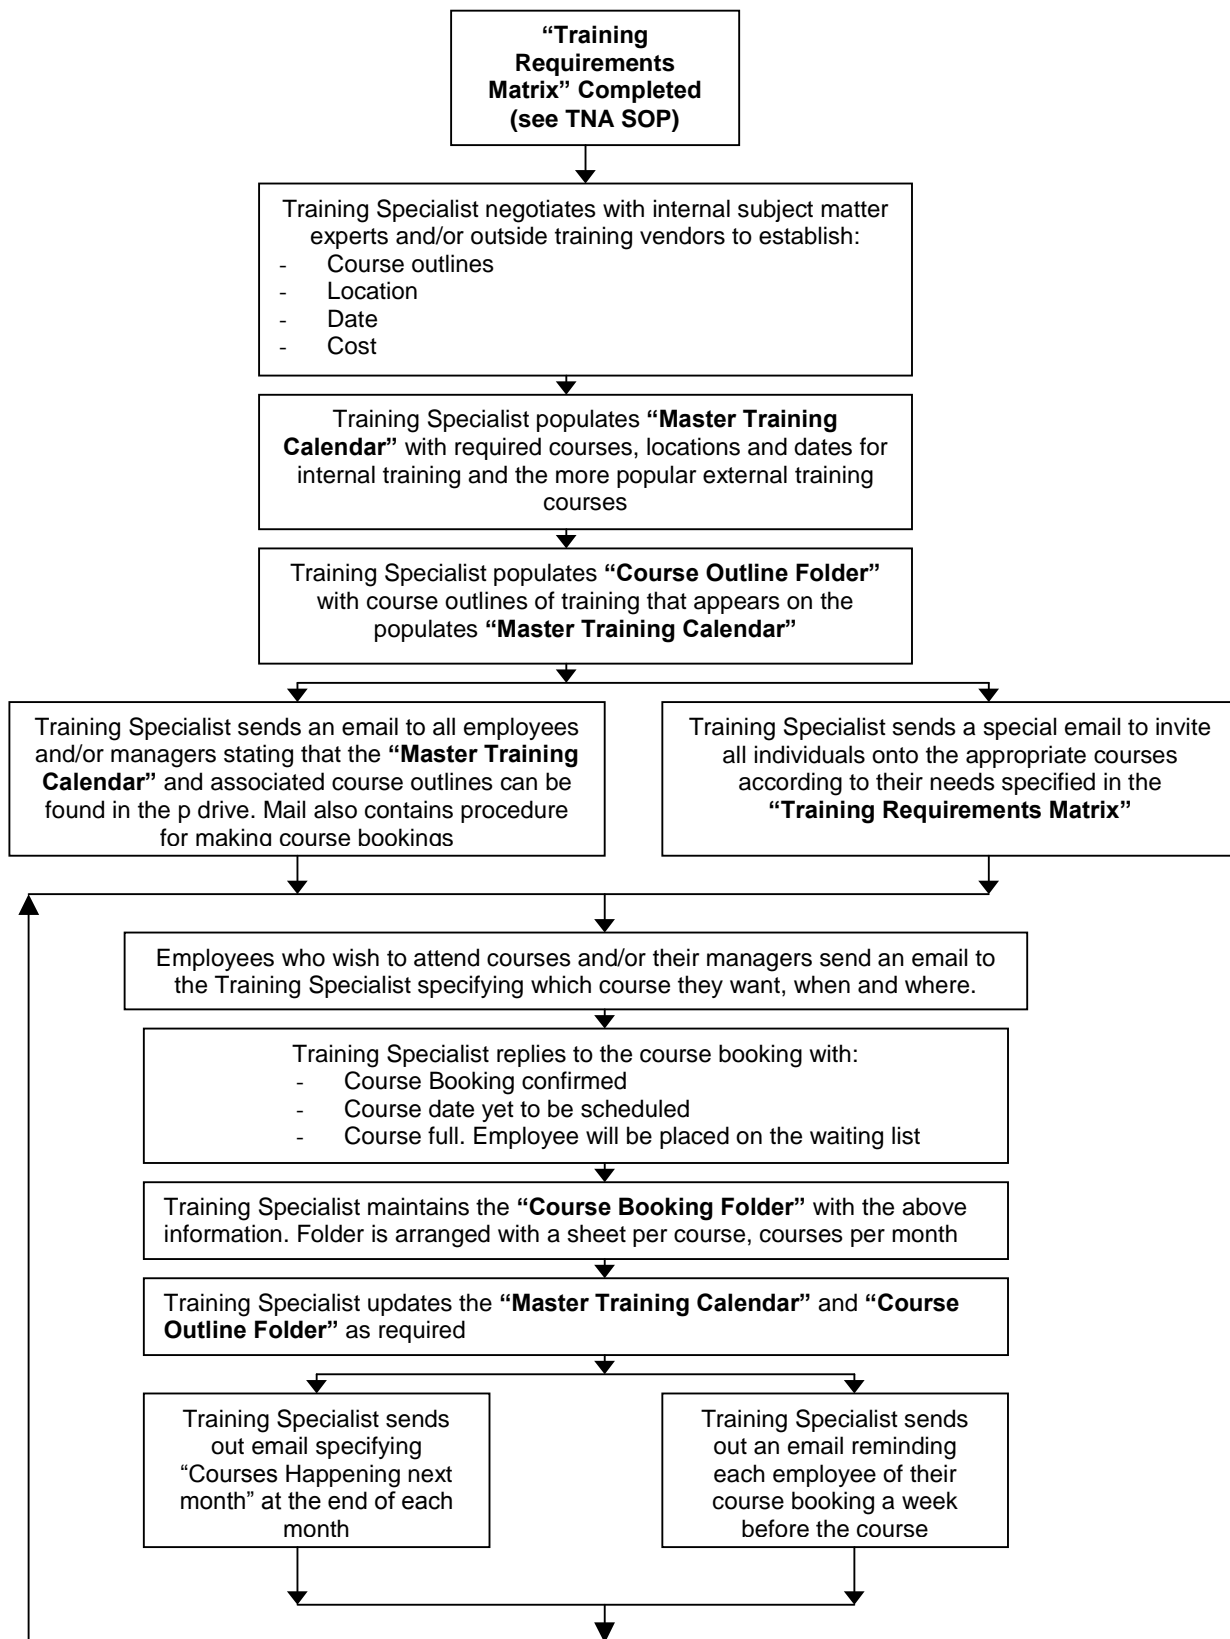 “Training
Requirements
Matrix” Completed
(see TNA SOP)
Training Specialist negotiates with internal subject matter
experts and/or outside training vendors to establish:
- Course outlines
- Location
- Date
- Cost
Training Specialist populates “Master Training
Calendar” with required courses, locations and dates for
internal training and the more popular external training
courses
Training Specialist populates “Course Outline Folder”
with course outlines of training that appears on the
populates “Master Training Calendar”
Training Specialist sends an email to all employees
and/or managers stating that the “Master Training
Calendar” and associated course outlines can be
found in the p drive. Mail also contains procedure
for making course bookings
Training Specialist sends a special email to invite
all individuals onto the appropriate courses
according to their needs specified in the
“Training Requirements Matrix”
Employees who wish to attend courses and/or their managers send an email to
the Training Specialist specifying which course they want, when and where.
Training Specialist replies to the course booking with:
- Course Booking confirmed
- Course date yet to be scheduled
- Course full. Employee will be placed on the waiting list
Training Specialist maintains the “Course Booking Folder” with the above
information. Folder is arranged with a sheet per course, courses per month
Training Specialist updates the “Master Training Calendar” and “Course
Outline Folder” as required
Training Specialist sends
out email specifying
“Courses Happening next
month” at the end of each
month
Training Specialist sends
out an email reminding
each employee of their
course booking a week
before the course